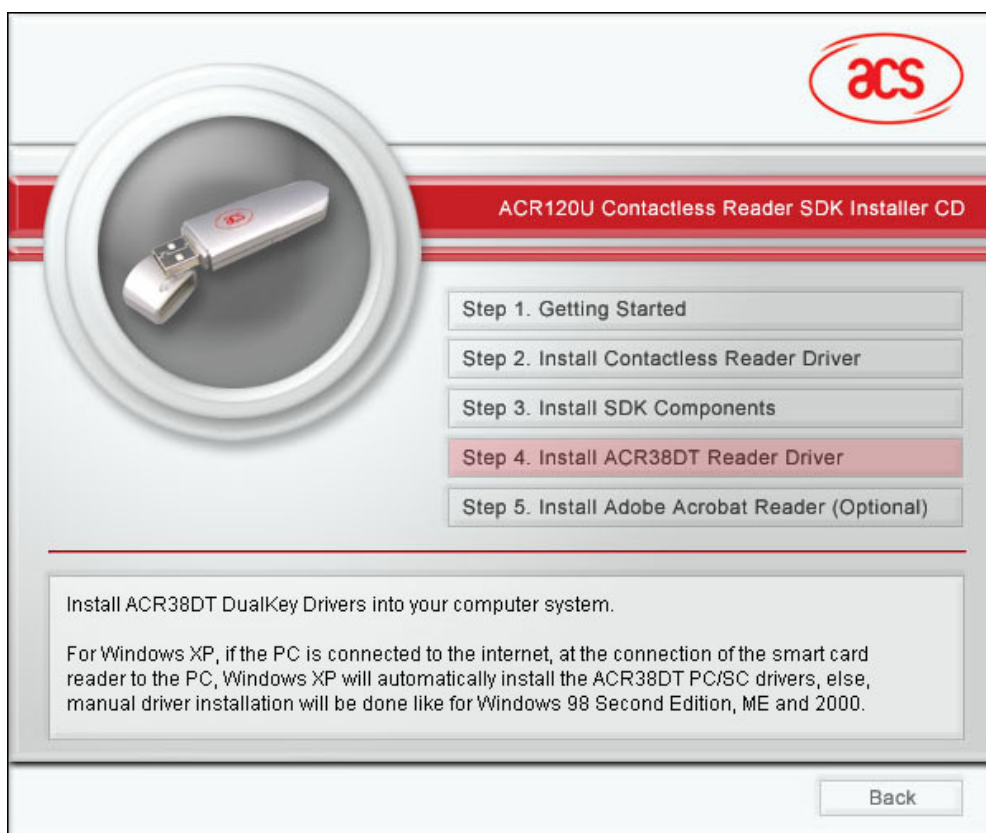 acs
ACR120U Contactless Reader SDK Installer CD
acs
Step 1. Getting Started
Step 2. Install Contactless Reader Driver
Step 3. Install SDK Components
Step 4. Install ACR38DT Reader Driver
Step 5. Install Adobe Acrobat Reader (Optional)
Install ACR38DT DualKey Drivers into your computer system.
For Windows XP, if the PC is connected to the internet, at the connection of the smart card
reader to the PC, Windows XP will automatically install the ACR38DT PC/SC drivers, else,
manual driver installation will be done like for Windows 98 Second Edition, ME and 2000.
Back